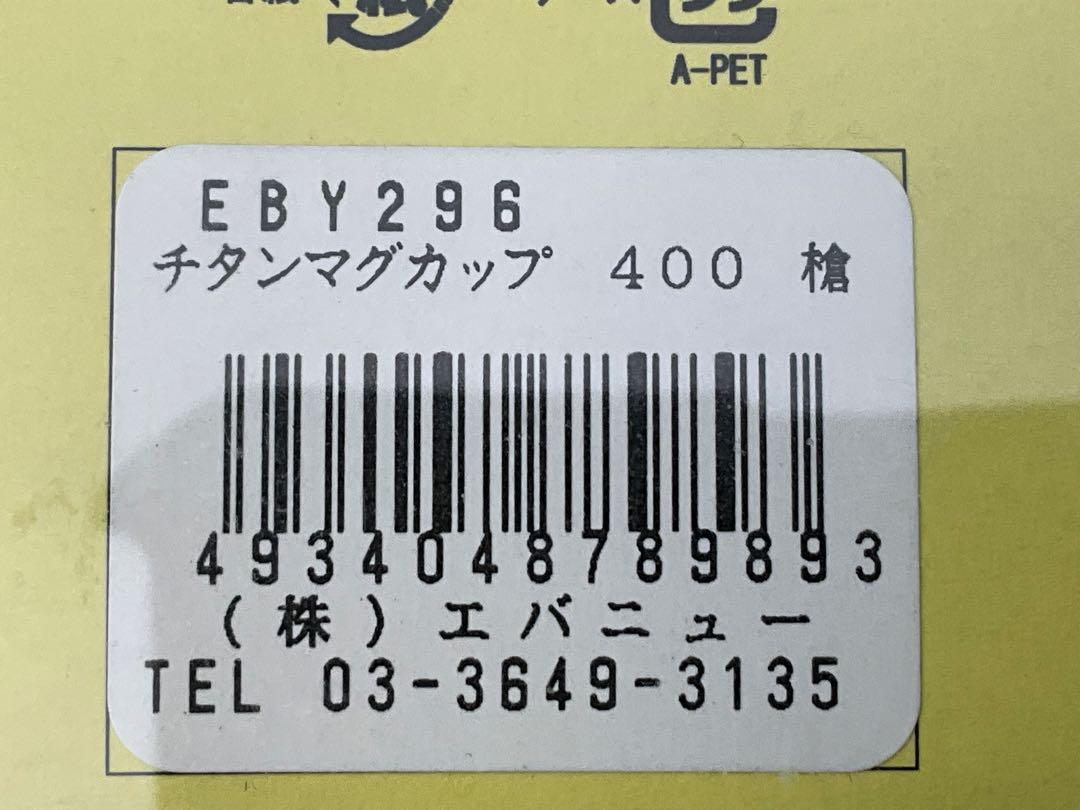 A-PET
EBY296
チタンマグカップ 400 槍
4934048789893
(株)エバニュー
TEL 03-3649-3135